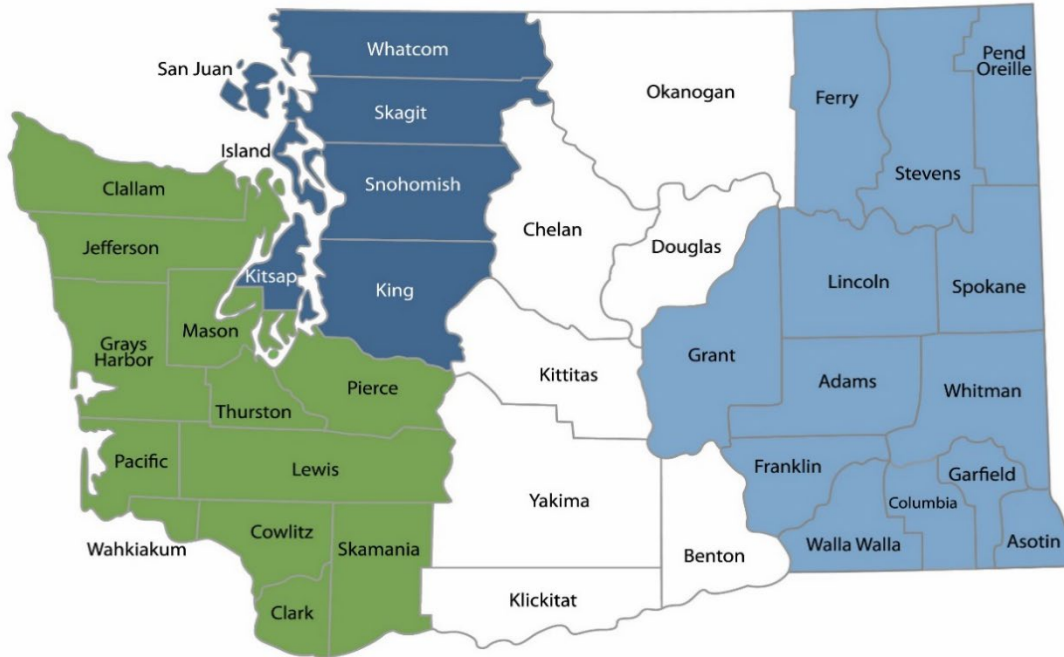 Whatcom
San Juan
Skagit
Okanogan
Ferry
Pend
Oreille
Stevens
Island
Snohomish
Clallam
Chelan
Douglas
Jefferson
Kitsap
King
Lincoln
Spokane
Mason
Grays
Harbor
Grant
Kittitas
Adams
Whitman
Pierce
Thurston
Pacific
Lewis
Franklin
Garfield
Yakima
Columbia
Cowlitz
Skamania
Wahkiakum
Benton
Walla Walla
Asotin
Klickitat
Clark